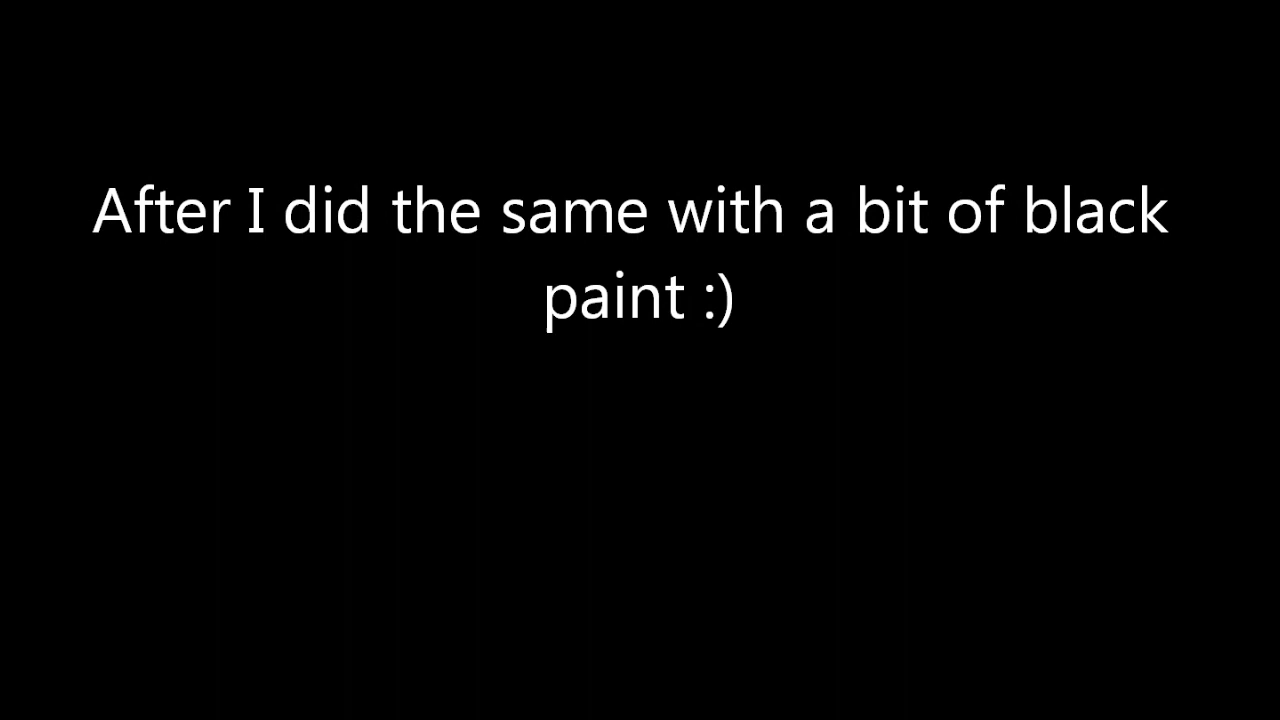 After I did the same with a bit of black
paint :)